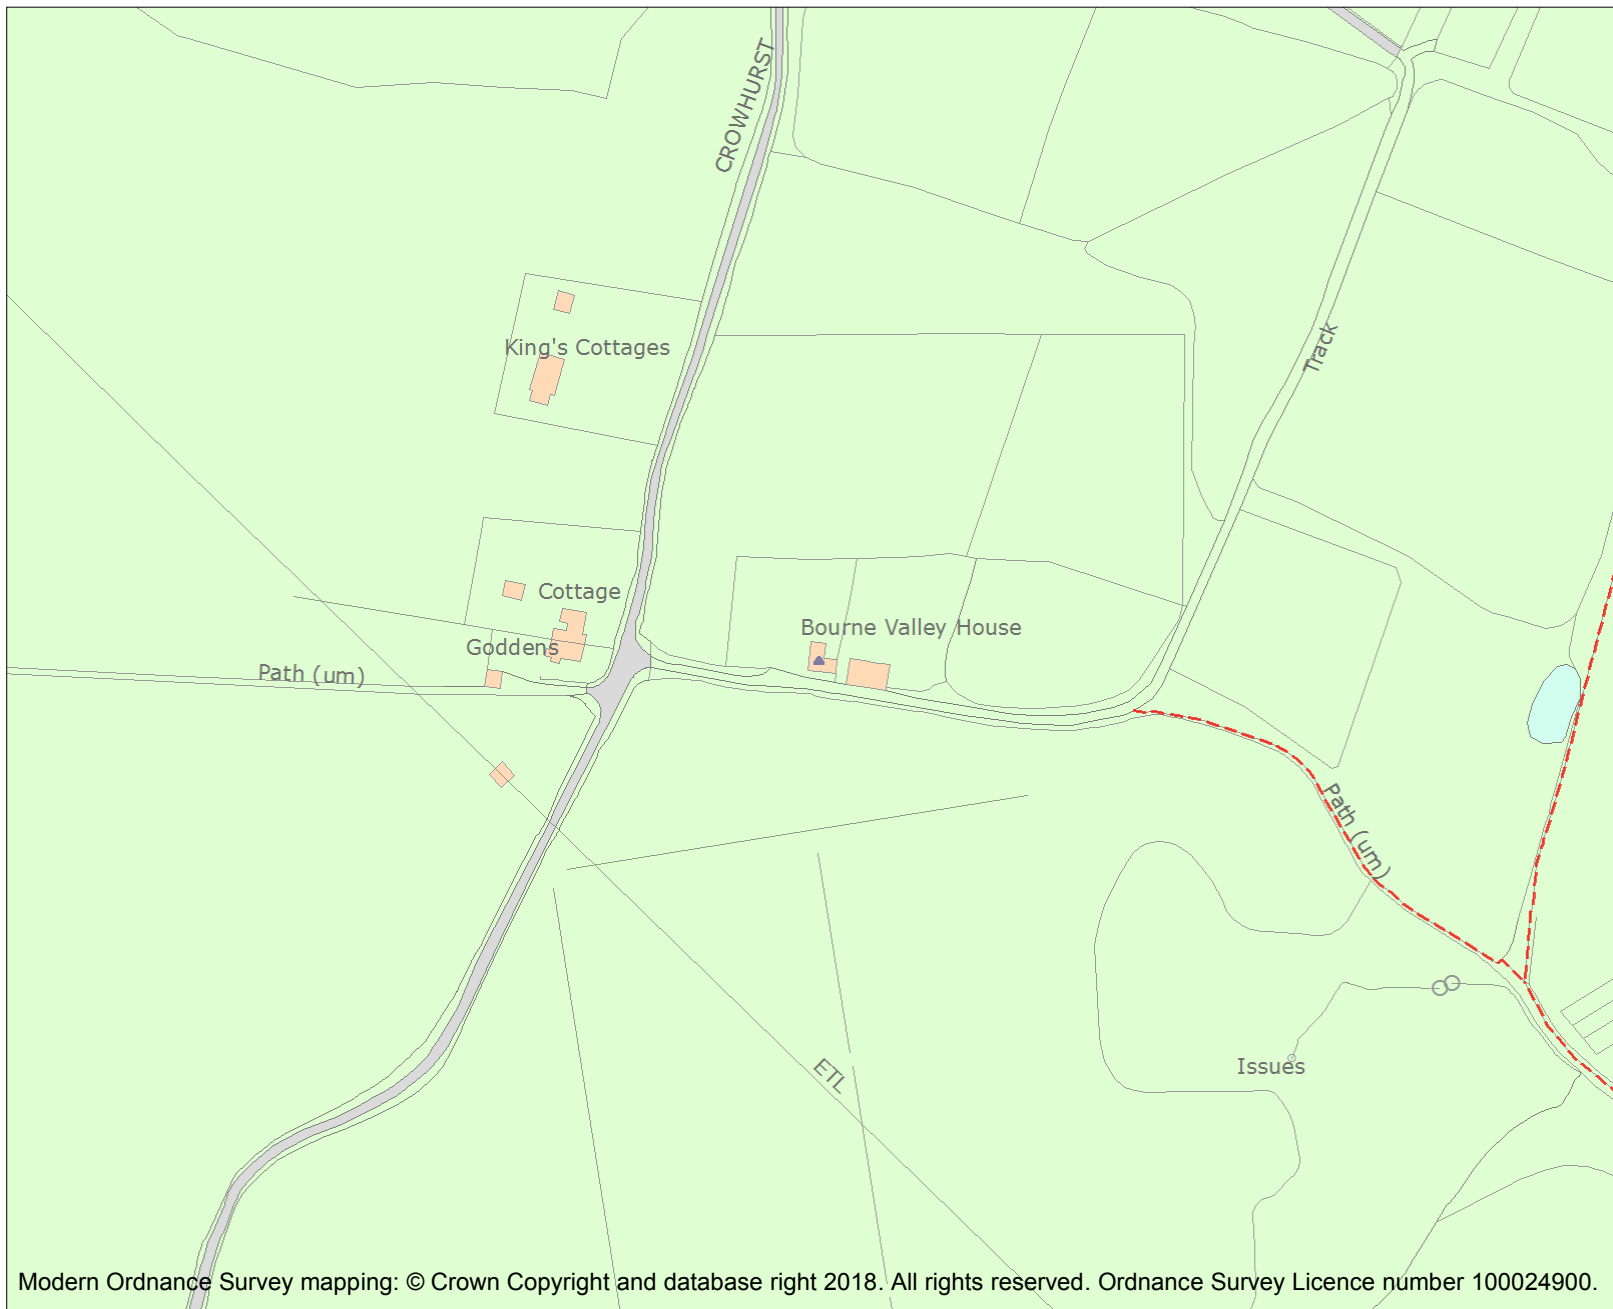 CROWHURST
King's Cottages
Track
Cottage
Bourne Valley House
Goddens
Path (um)
Path (um)
Issues
ETL
Modern Ordnance Survey mapping: © Crown Copyright and database right 2018. All rights reserved. Ordnance Survey Licence number 100024900.